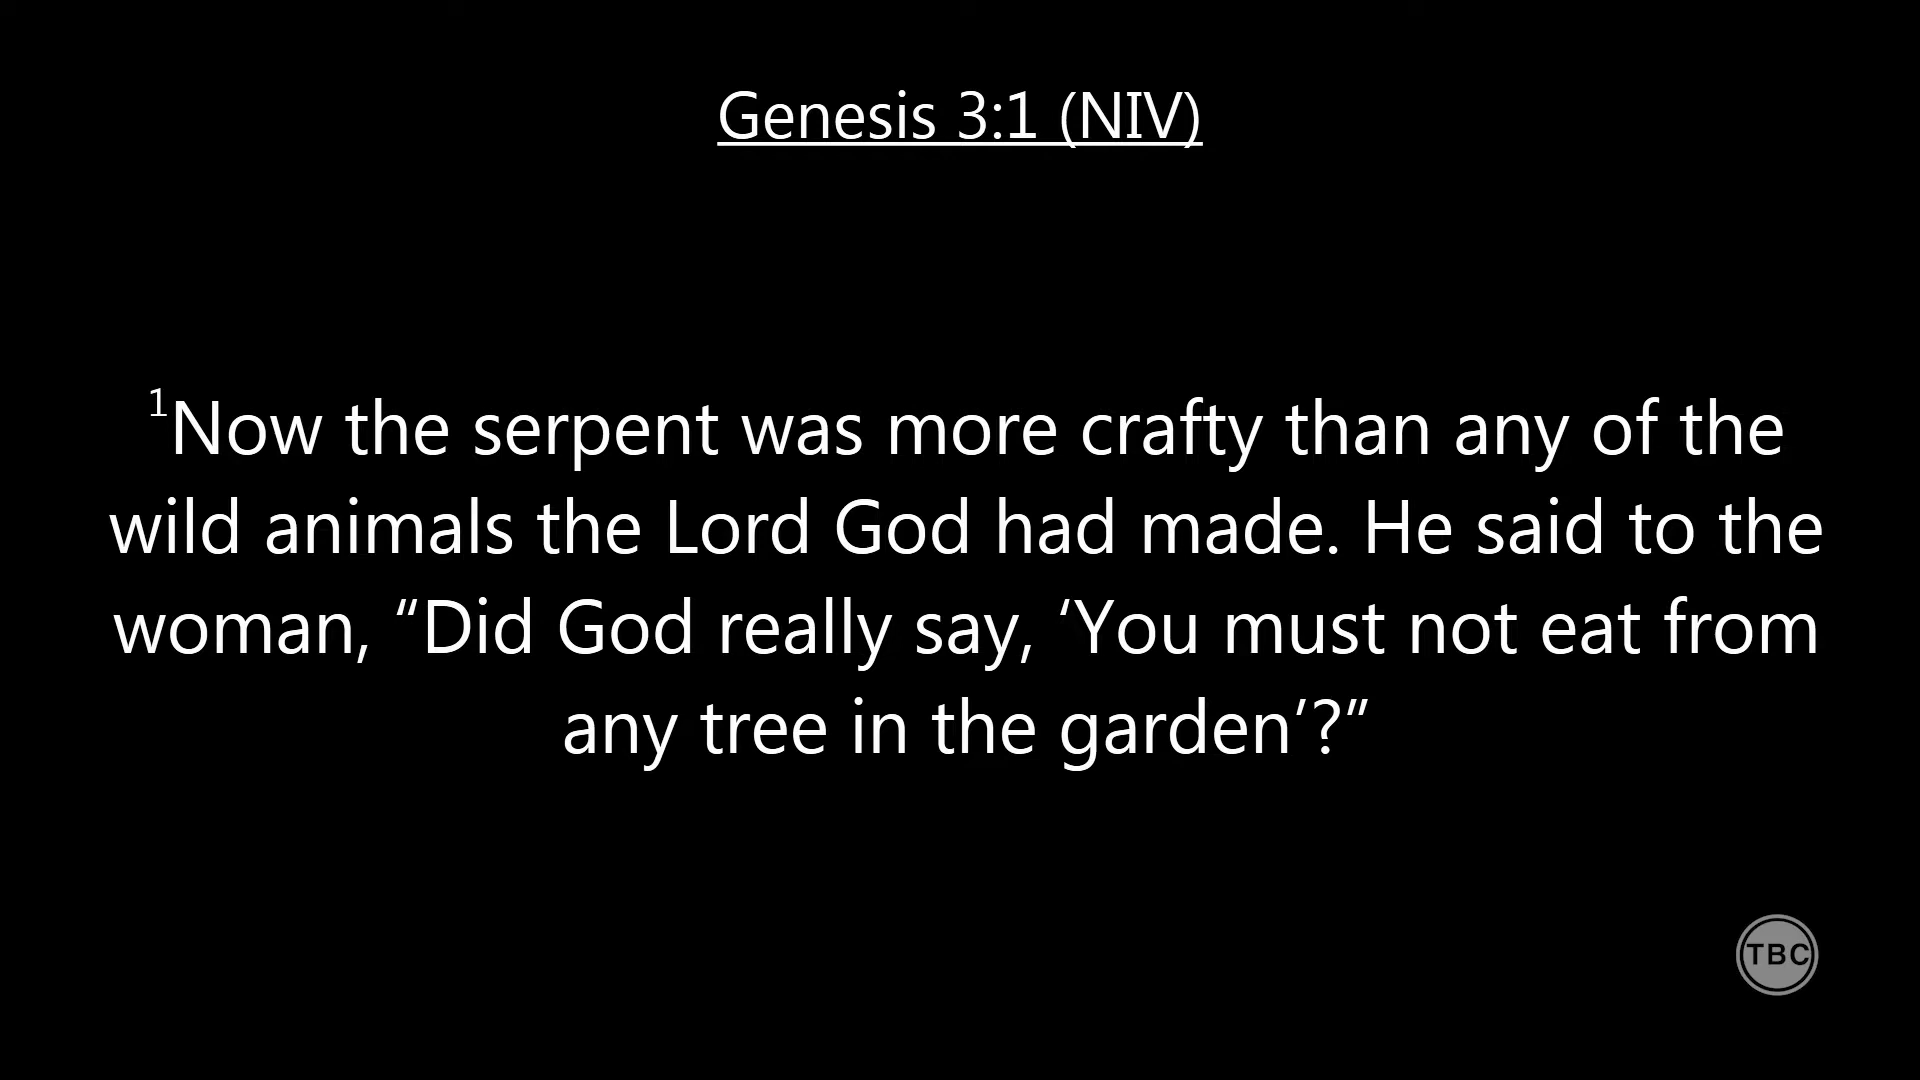 Genesis 3:1 (NIV)
1Now the serpent was more crafty than any of the
wild animals the Lord God had made. He said to the
woman, “Did God really say, ‘You must not eat from
any tree in the garden’?”
TBC